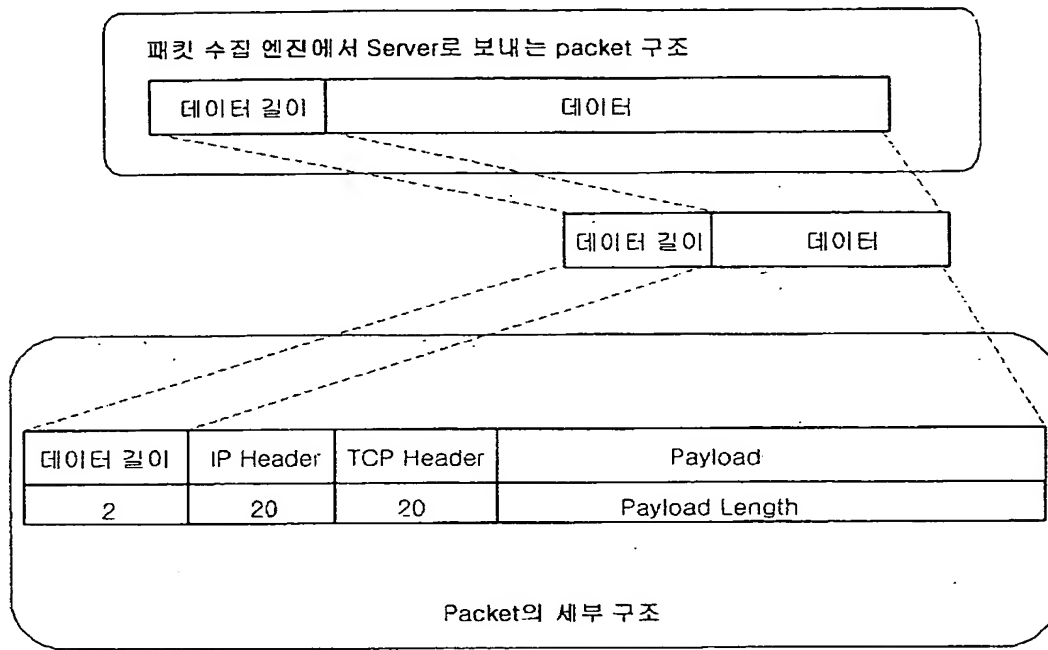 패킷 수집 엔진에서 Server로 보내는 packet 구조
데이터 길이 데이터
데이터 길이 데이터
데이터 길이 IP Header TCP Header Payload
2 20 20 Payload Length
Packet의 세부 구조